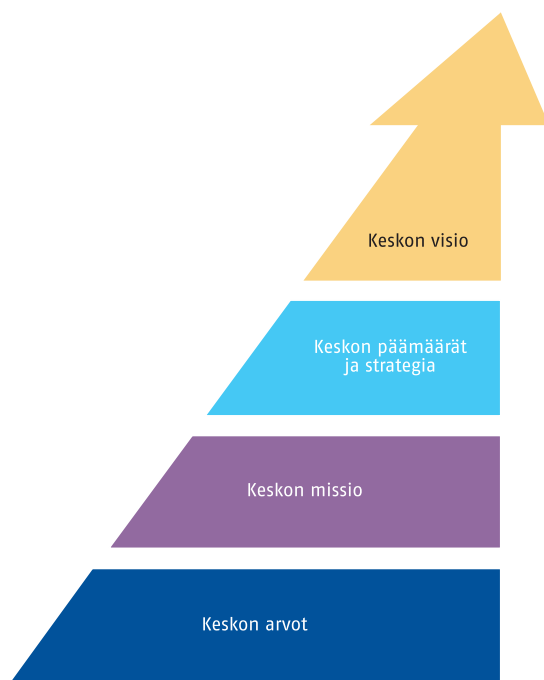 Keskon visio
Keskon päämäärät
ja strategia
Keskon missio
Keskon arvot